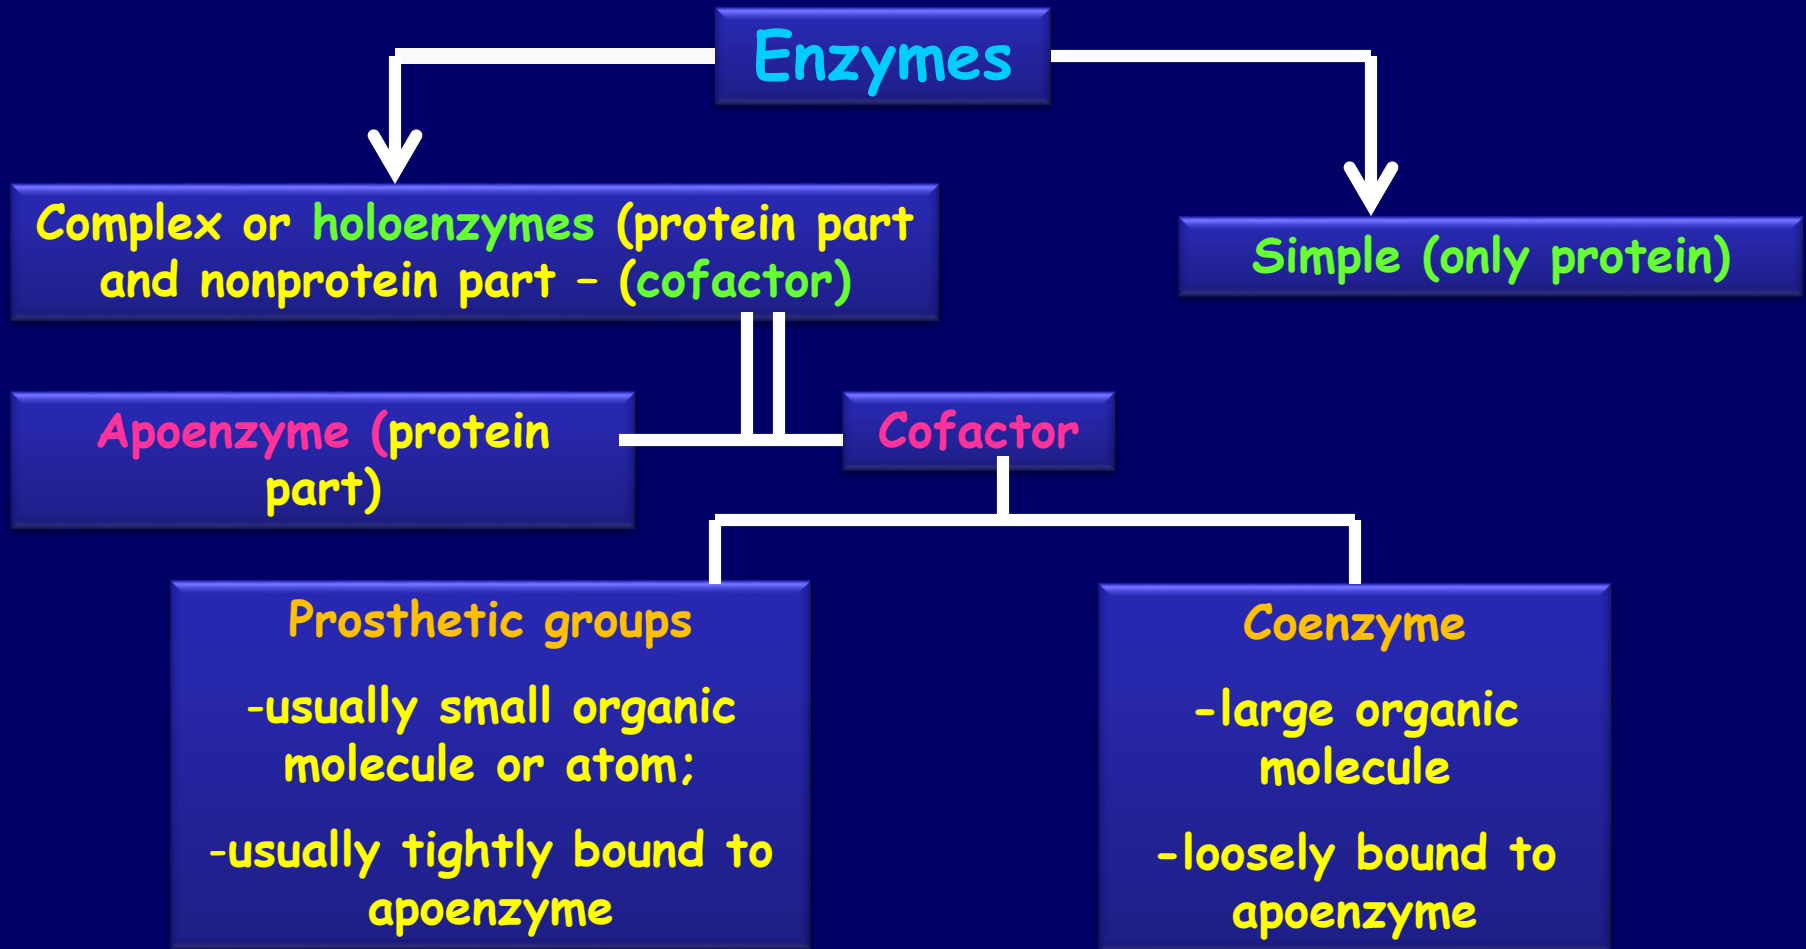 Enzymes
Complex or holoenzymes (protein part
and nonprotein part – (cofactor)
Simple (only protein)
Apoenzyme (protein
part)
Cofactor
Prosthetic groups
-usually small organic
molecule or atom;
-usually tightly bound to
apoenzyme
Coenzyme
-large organic
molecule
-loosely bound to
apoenzyme